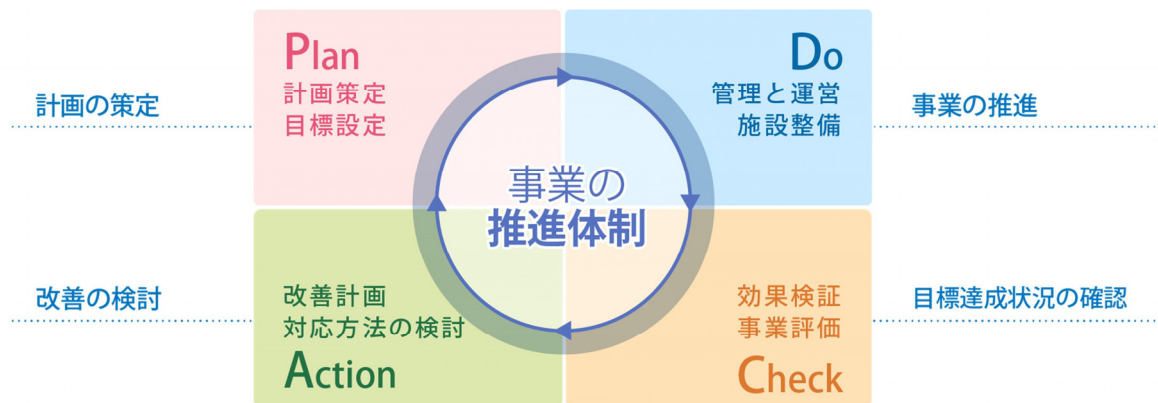 計画の策定
Plan
計画策定
目標設定
Do
管理と運営
施設整備
事業の推進
事業の
推進体制
改善の検討
改善計画
対応方法の検討
Action
効果検証
事業評価
Check
目標達成状況の確認